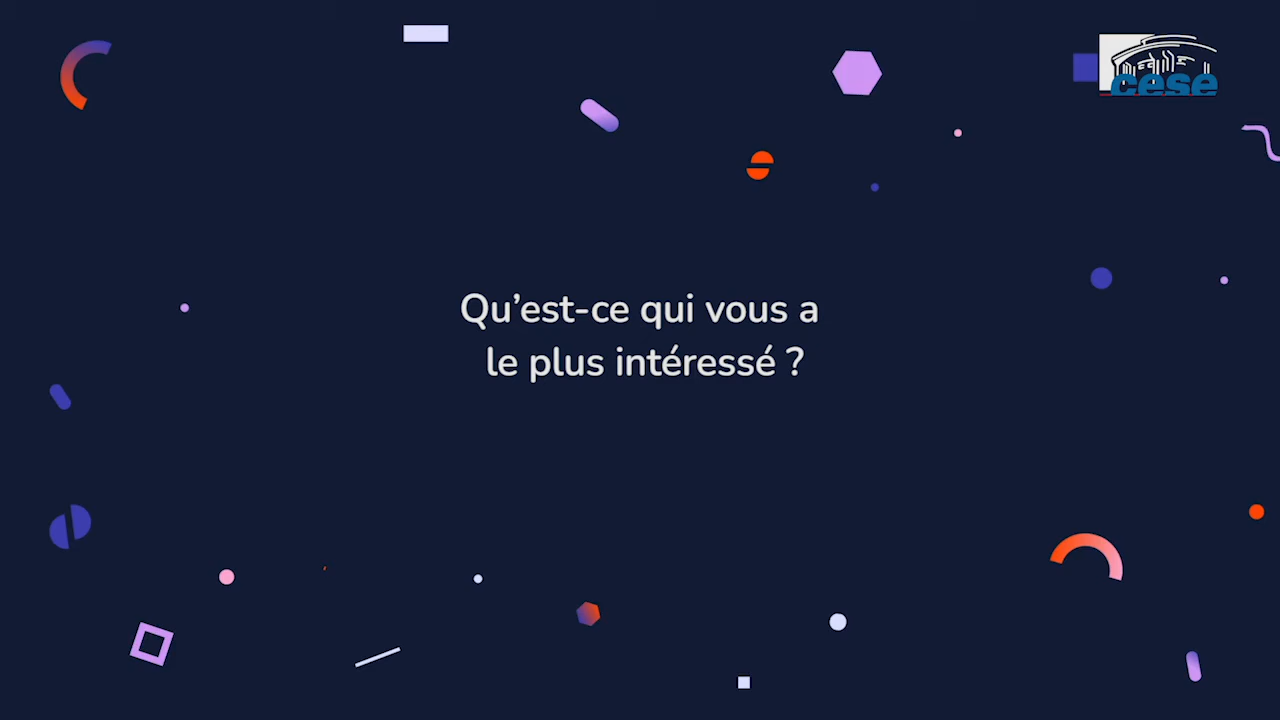 cese
Qu’est-ce qui vous a
le plus intéressé ?